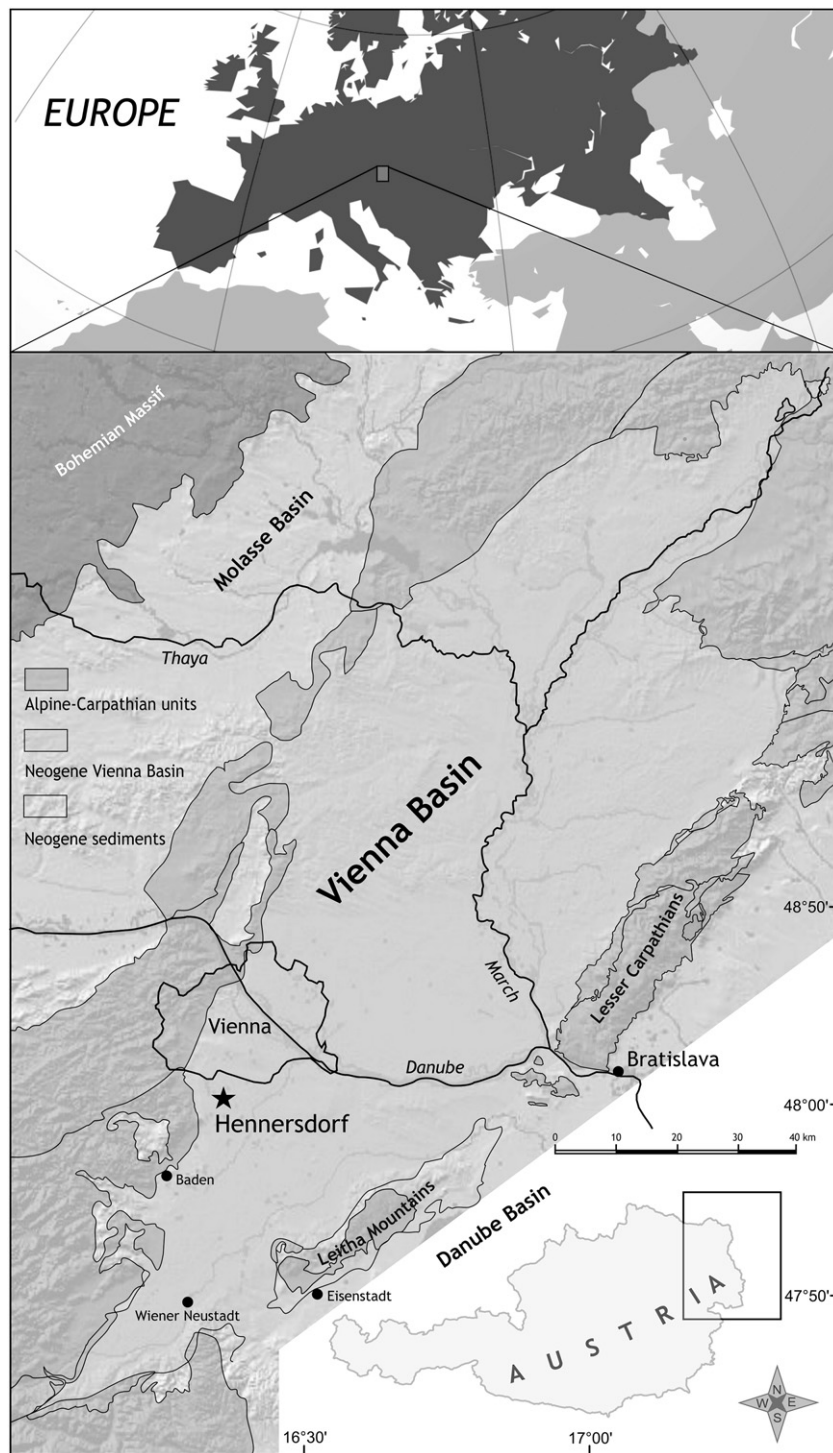 EUROPE
Bohemian Massif
Molasse Basin
Thaya
Alpine-Carpathian units
Neogene Vienna Basin
Neogene sediments
Vienna Basin
48°50'
March
Lesser Carpathians
Vienna
Danube
Bratislava
48°00'
Hennersdorf
0 10 20 30 40 km
Baden
Leitha Mountains
Danube Basin
Eisenstadt
47°50'
Wiener Neustadt
AUSTRIA
N
W E
S
16°30' 17°00'